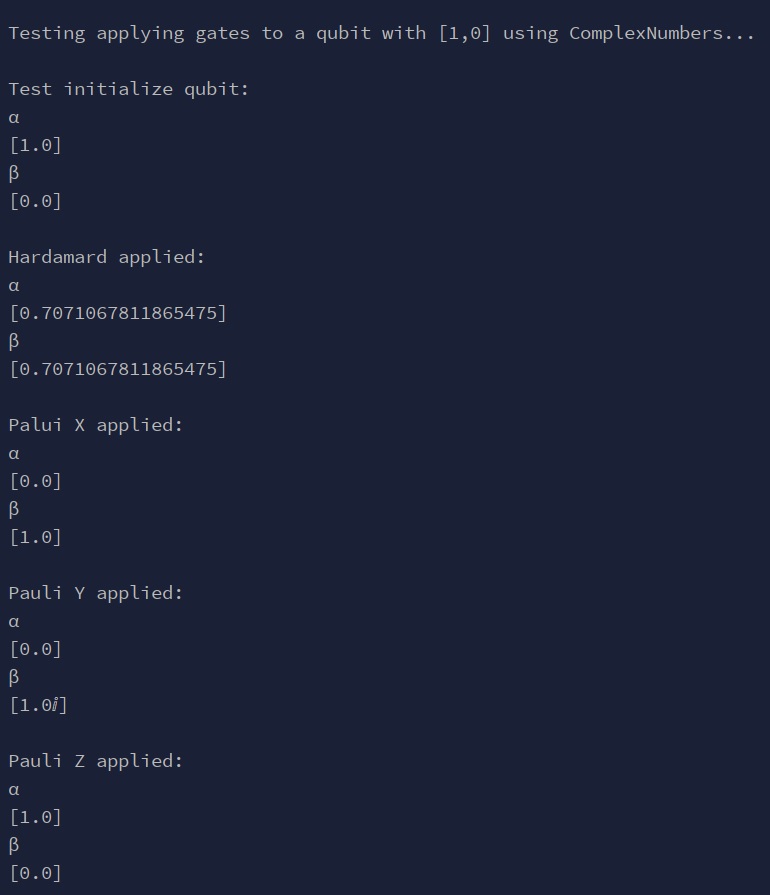 Testing applying gates to a qubit with [1,0] using ComplexNumbers...
Test initialize qubit:
α
[1.0]
β
[0.0]
Hardamard applied:
α
[0.7071067811865475]
β
[0.7071067811865475]
Palui X applied:
α
[0.0]
β
[1.0]
Pauli Y applied:
α
[0.0]
β
[1.0ⅈ]
Pauli Z applied:
α
[1.0]
β
[0.0]